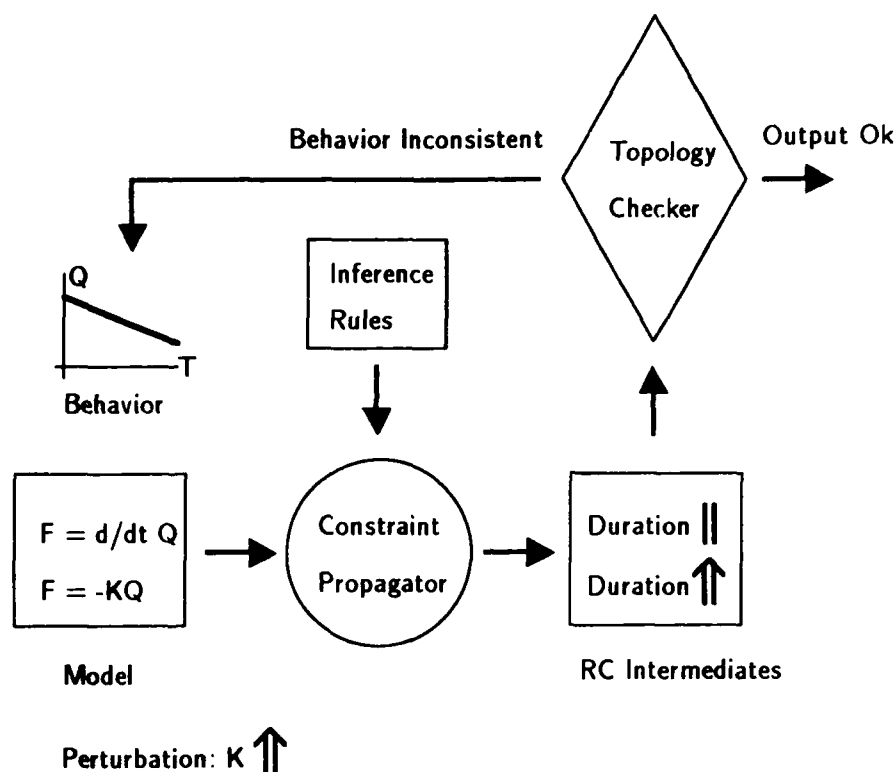 Behavior Inconsistent
Topology
Checker
Output Ok
Q
T
Behavior
Inference
Rules
F = d/dt Q
F = -KQ
Model
Constraint
Propagator
Duration ||
Duration ⇑
RC Intermediates
Perturbation: K ⇑